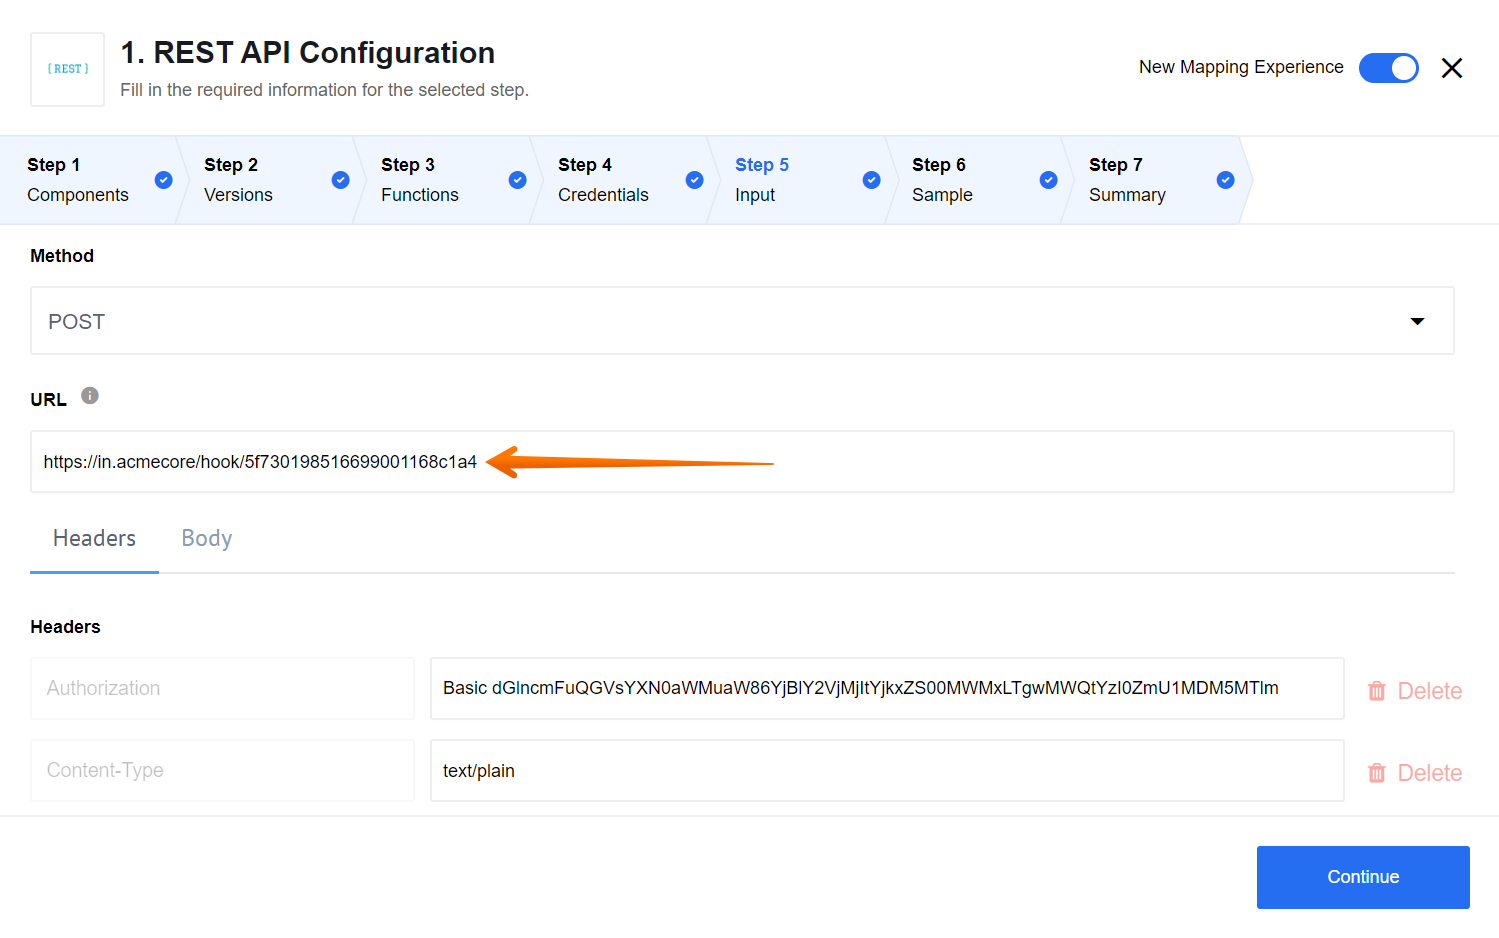 {REST}
1. REST API Configuration
Fill in the required information for the selected step.
New Mapping Experience
Step 1
Components
Step 2
Versions
Step 3
Functions
Step 4
Credentials
Step 5
Input
Step 6
Sample
Step 7
Summary
Method
POST
URL
https://in.acmecore/hook/5f730198516699001168c1a4
Headers Body
Headers
Authorization
Basic dGlncmFuQGVsYXN0aWMuaW86YjBlY2VjMjItYjkxZS00MWMxLTgwMWQtYzI0ZmU1MDM5MTlm
Delete
Content-Type
text/plain
Delete
Continue